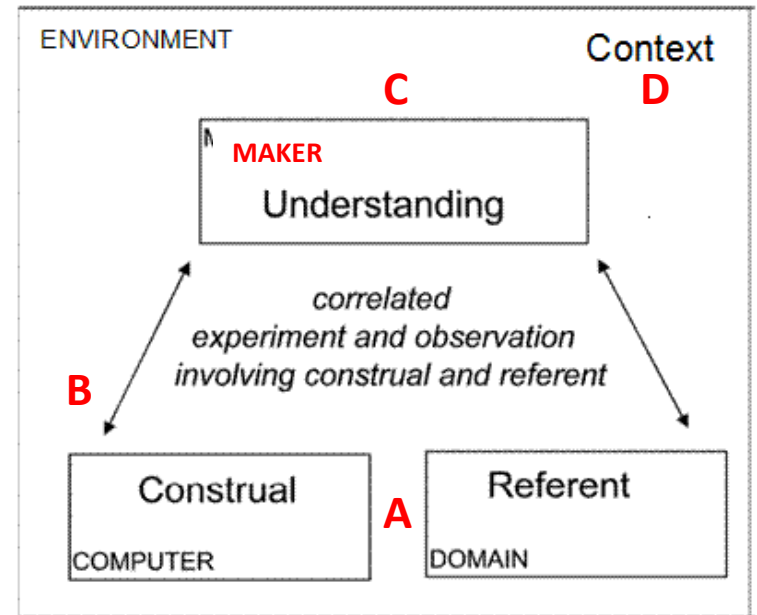 ENVIRONMENT
Context
C
D
MAKER
Understanding
correlated
experiment and observation
involving construal and referent
B
Construal
Referent
A
COMPUTER
DOMAIN